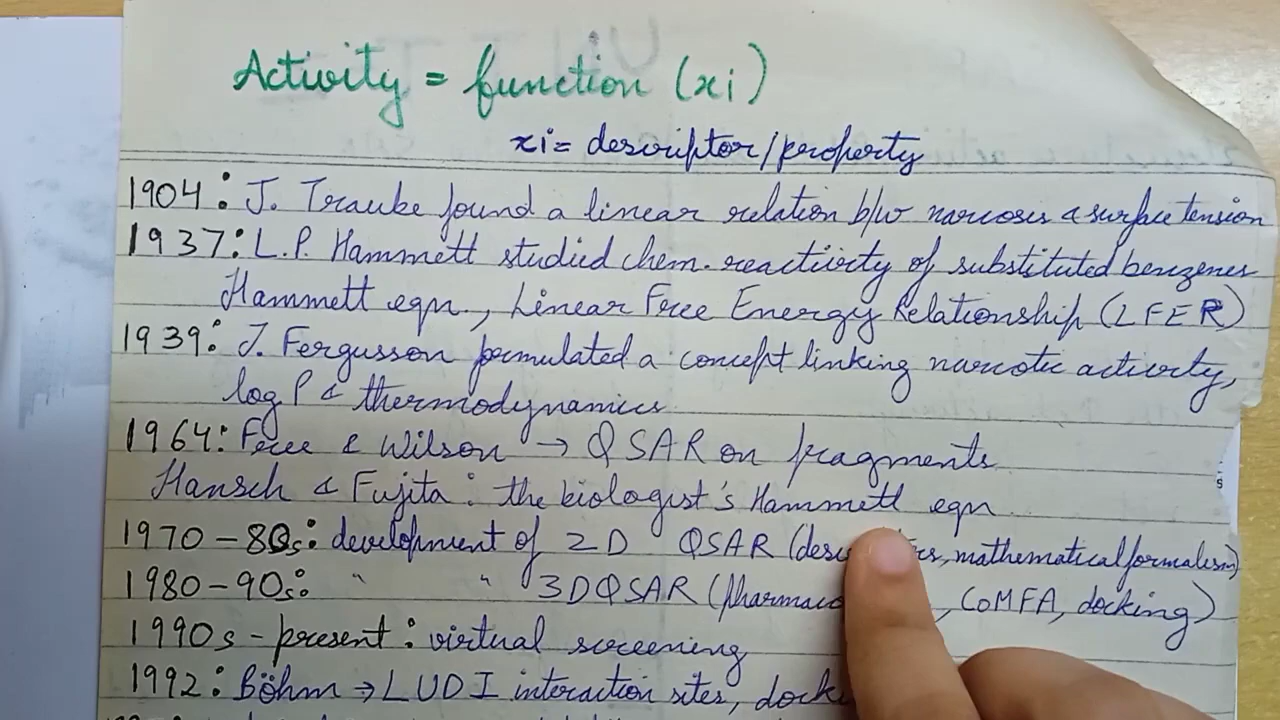 Activity = function (xi)
xi = descriptor/property
1904: J. Traube found a linear relation b/w narcoses & surface tension
1937: L.P. Hammett studied chem. reactivity of substituted benzenes
Hammett eqn., Linear Free Energy Relationship (LFER)
1939: J. Fergusson formulated a concept linking narcotic activity,
log P & thermodynamics
1964: Free & Wilson → QSAR on fragments
Hansch & Fujita: the biologist's Hammett eqn
1970-80s: development of 2D QSAR (mathematical formalism)
1980-90s: " " 3D QSAR (CoMFA, docking)
1990s-present: virtual screening
1992: Böhm → LUDI interaction sites,